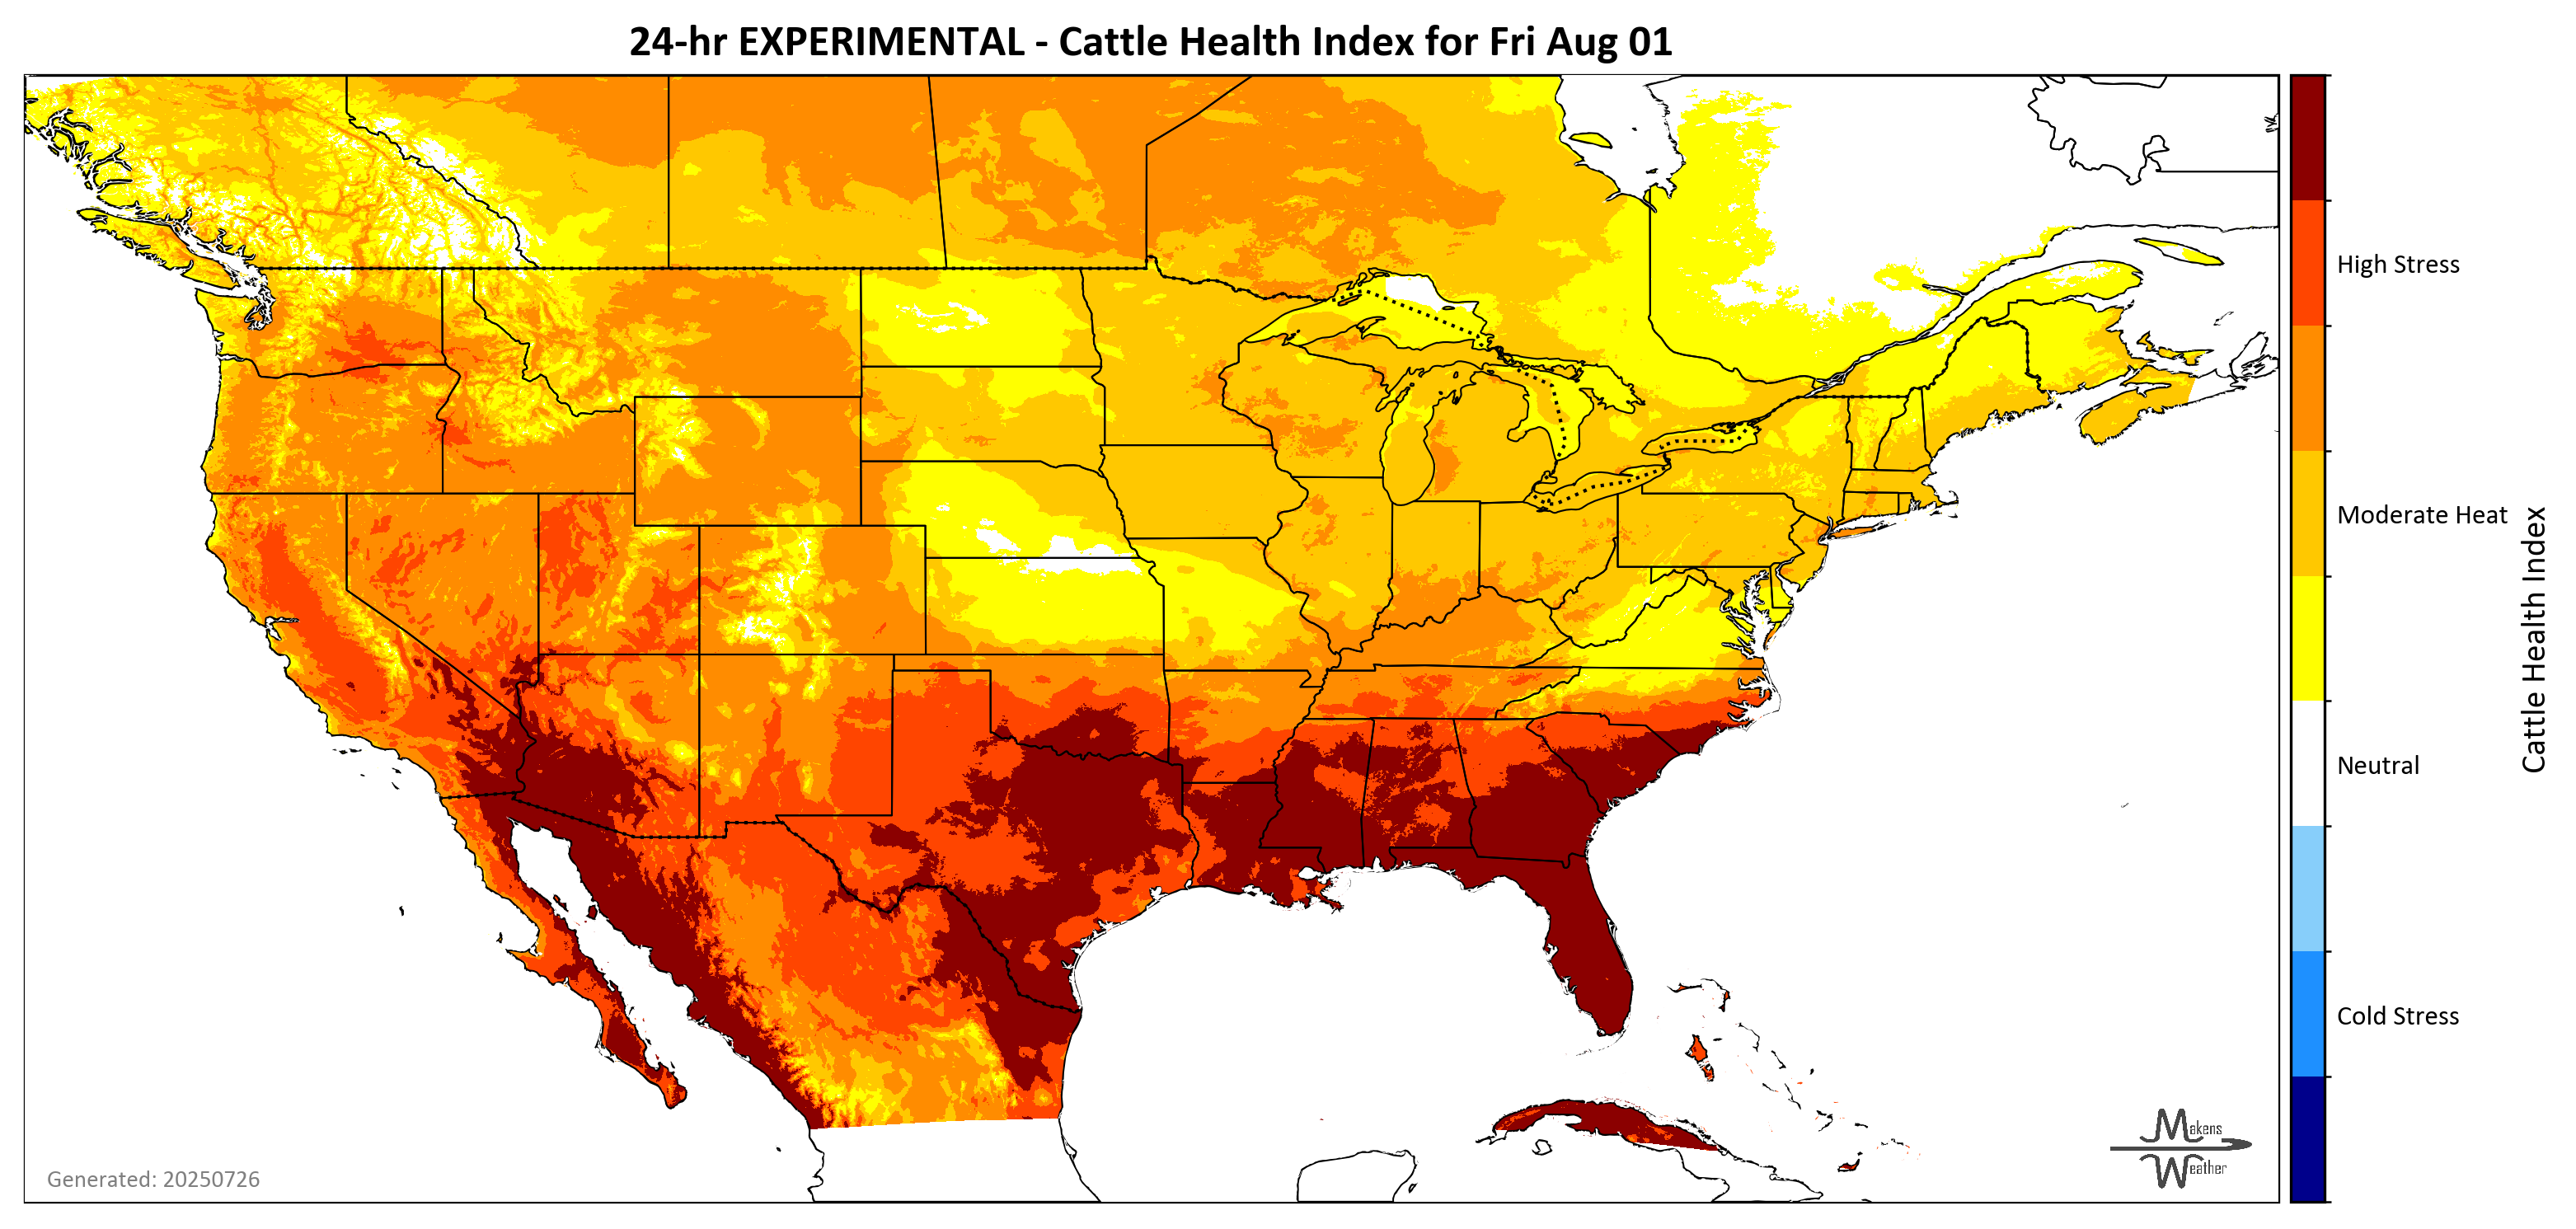 24-hr EXPERIMENTAL - Cattle Health Index for Fri Aug 01
High Stress
Moderate Heat
Neutral
Cold Stress
Cattle Health Index
Makens
Weather
Generated: 20250726